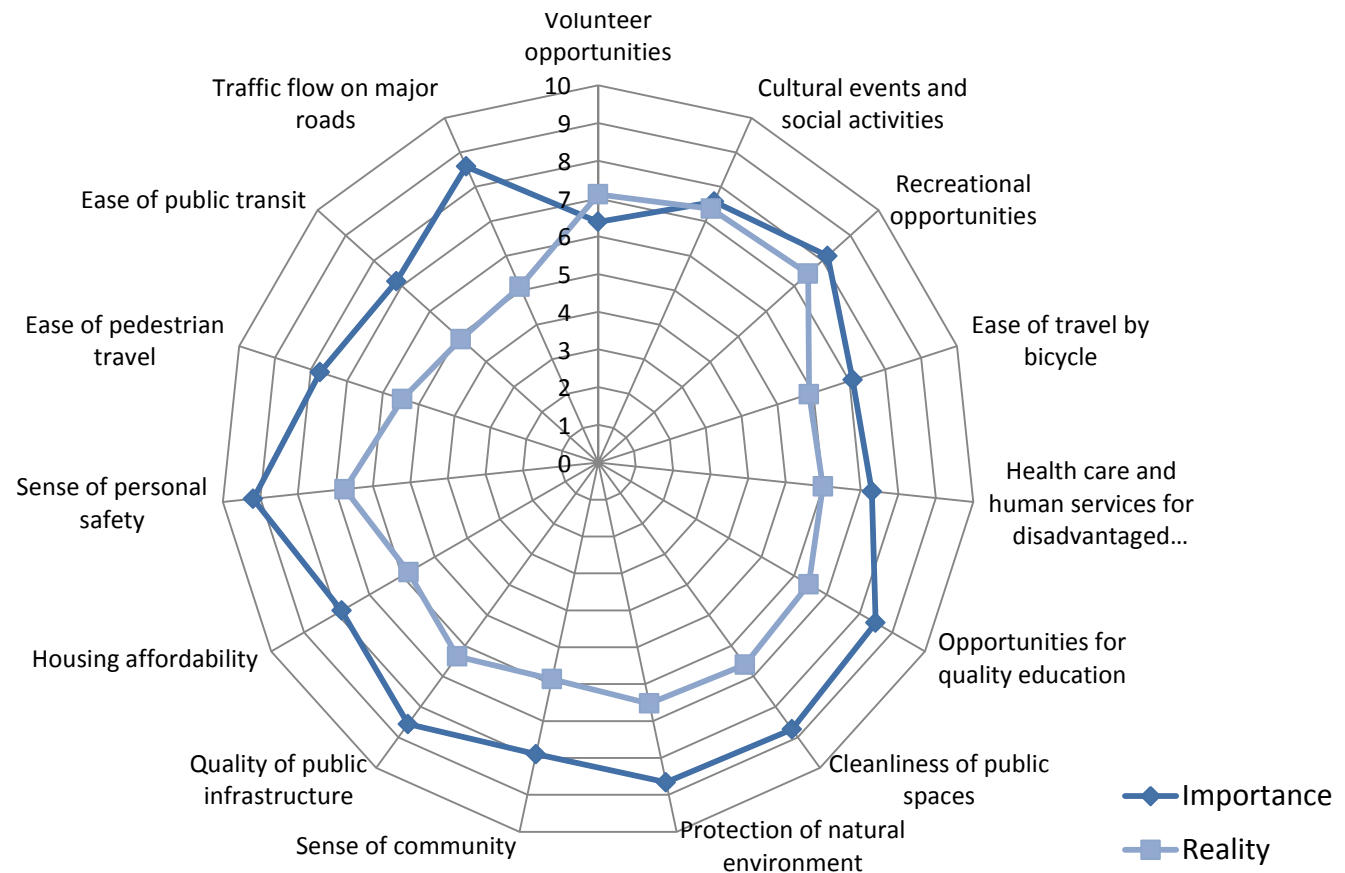 Volunteer
opportunities
Traffic flow on major
roads
Cultural events and
social activities
Ease of public transit
Recreational
opportunities
Ease of pedestrian
travel
Ease of travel by
bicycle
10
9
8
7
6
5
4
3
2
1
0
Sense of personal
safety
Health care and
human services for
disadvantaged...
Housing affordability
Opportunities for
quality education
Quality of public
infrastructure
Cleanliness of public
spaces
Sense of community
Protection of natural
environment
Importance
Reality